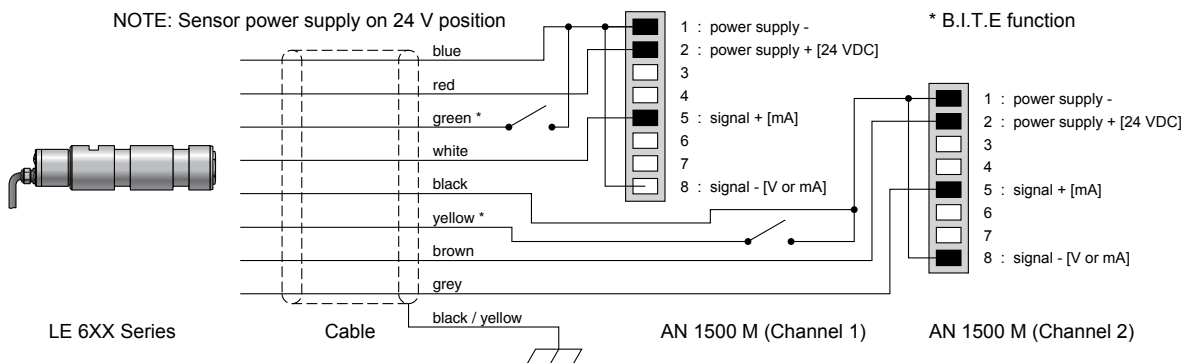 NOTE: Sensor power supply on 24 V position
* B.I.T.E function
blue
red
green *
white
black
yellow *
brown
grey
black / yellow
1 : power supply -
2 : power supply + [24 VDC]
3
4
5 : signal + [mA]
6
7
8 : signal - [V or mA]
1 : power supply -
2 : power supply + [24 VDC]
3
4
5 : signal + [mA]
6
7
8 : signal - [V or mA]
LE 6XX Series
Cable
AN 1500 M (Channel 1)
AN 1500 M (Channel 2)